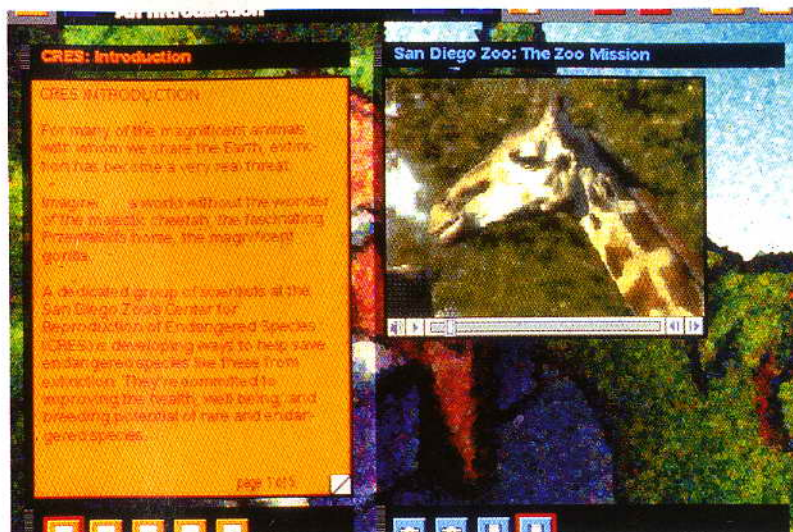 An Introduction
CRES: Introduction
CRES INTRODUCTION
For many of the magnificent animals
with whom we share the Earth, extinc-
tion has become a very real threat.
Imagine . . . a world without the wonder
of the majestic cheetah, the fascinating
Przewalski's horse, the magnificent
gorilla.
A dedicated group of scientists at the
San Diego Zoo's Center for
Reproduction of Endangered Species
(CRES) is developing ways to help save
endangered species like these from
extinction. They're committed to
improving the health, well-being, and
breeding potential of rare and endan-
gered species.
page 1 of 5
San Diego Zoo: The Zoo Mission